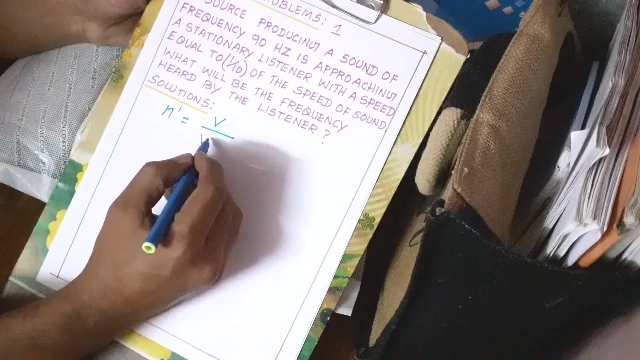 PROBLEMS: 1
SOURCE PRODUCING A SOUND OF
FREQUENCY 90 HZ IS APPROACHING
A STATIONARY LISTENER WITH A SPEED
EQUAL TO (1/10) OF THE SPEED OF SOUND
WHAT WILL BE THE FREQUENCY
HEARD BY THE LISTENER?
SOLUTIONS:
n' = V